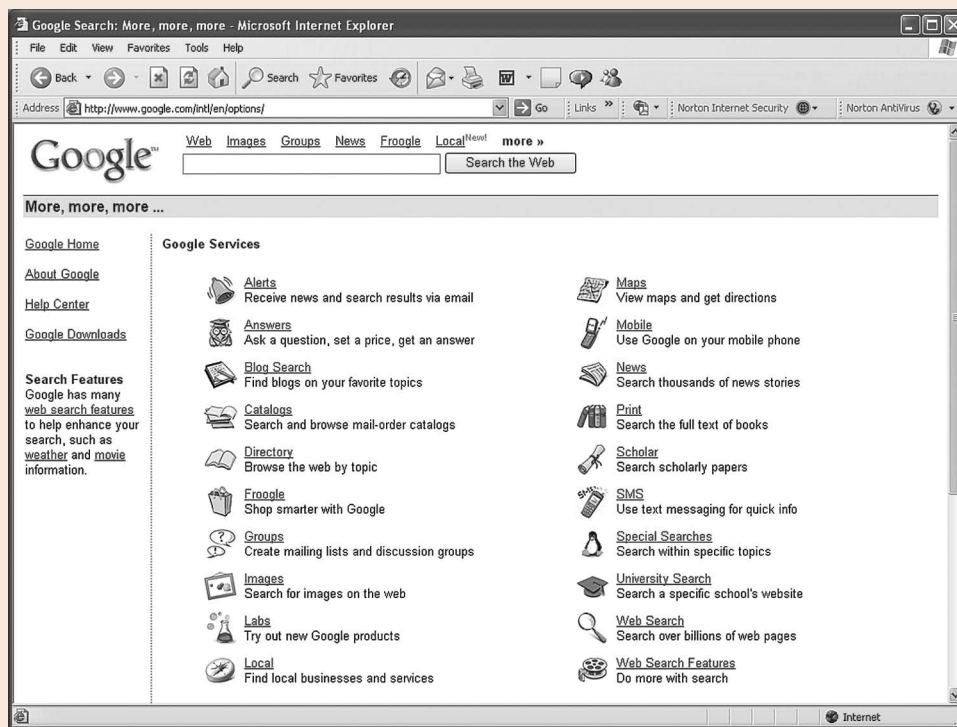 Google Search: More, more, more - Microsoft Internet Explorer
File Edit View Favorites Tools Help
Back Search Favorites
Address http://www.google.com/intl/en/options/ Go Links » Norton Internet Security Norton AntiVirus
Google™
Web Images Groups News Froogle Local New! more »
Search the Web
More, more, more ...
Google Home
About Google
Help Center
Google Downloads
Search Features
Google has many
web search features
to help enhance your
search, such as
weather and movie
information.
Google Services
Alerts
Receive news and search results via email
Answers
Ask a question, set a price, get an answer
Blog Search
Find blogs on your favorite topics
Catalogs
Search and browse mail-order catalogs
Directory
Browse the web by topic
Froogle
Shop smarter with Google
Groups
Create mailing lists and discussion groups
Images
Search for images on the web
Labs
Try out new Google products
Local
Find local businesses and services
Maps
View maps and get directions
Mobile
Use Google on your mobile phone
News
Search thousands of news stories
Print
Search the full text of books
Scholar
Search scholarly papers
SMS
Use text messaging for quick info
Special Searches
Search within specific topics
University Search
Search a specific school's website
Web Search
Search over billions of web pages
Web Search Features
Do more with search
Internet